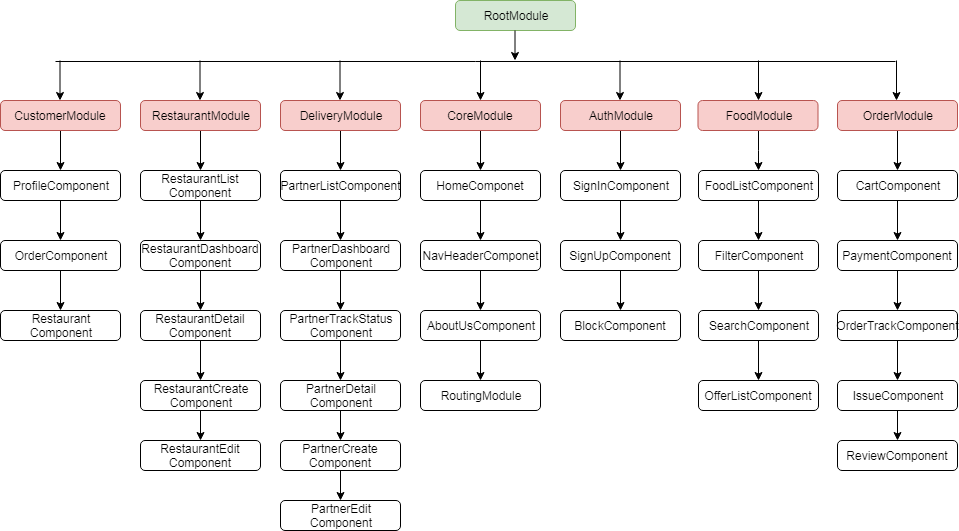 RootModule
CustomerModule
RestaurantModule
DeliveryModule
CoreModule
AuthModule
FoodModule
OrderModule
ProfileComponent
RestaurantList
Component
PartnerListComponent
HomeComponet
SignInComponent
FoodListComponent
CartComponent
OrderComponent
RestaurantDashboard
Component
PartnerDashboard
Component
NavHeaderComponet
SignUpComponent
FilterComponent
PaymentComponent
Restaurant
Component
RestaurantDetail
Component
PartnerTrackStatus
Component
AboutUsComponent
BlockComponent
SearchComponent
OrderTrackComponent
RestaurantCreate
Component
PartnerDetail
Component
RoutingModule
OfferListComponent
IssueComponent
RestaurantEdit
Component
PartnerCreate
Component
ReviewComponent
PartnerEdit
Component